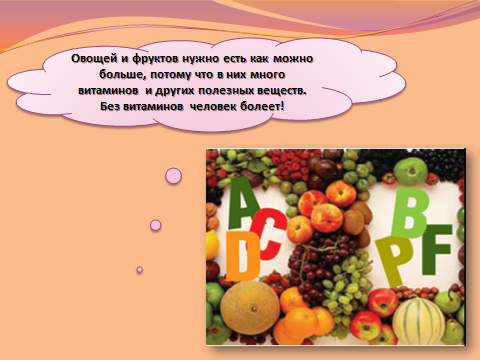 Овощей и фруктов нужно есть как можно
больше, потому что в них много
витаминов и других полезных веществ.
Без витаминов человек болеет!
A
C
D
B
P
F